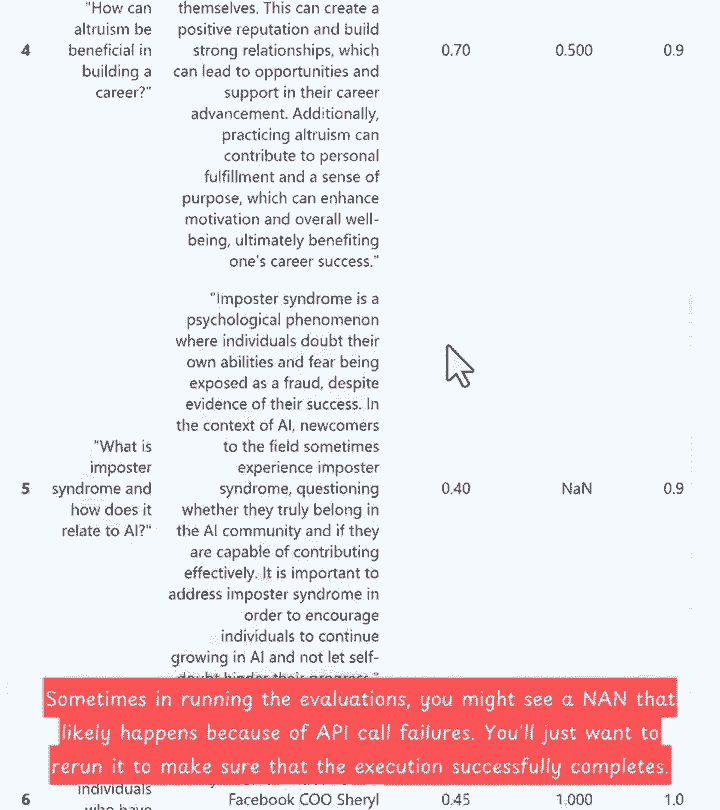 "How can
altruism be
beneficial in
building a
career?"
themselves. This can create a
positive reputation and build
strong relationships, which
can lead to opportunities and
support in their career
advancement. Additionally,
practicing altruism can
contribute to personal
fulfillment and a sense of
purpose, which can enhance
motivation and overall well-
being, ultimately benefiting
one's career success."
4 0.70 0.500 0.9
"What is
imposter
syndrome and
how does it
relate to AI?"
"Imposter syndrome is a
psychological phenomenon
where individuals doubt their
own abilities and fear being
exposed as a fraud, despite
evidence of their success. In
the context of AI, newcomers
to the field sometimes
experience imposter
syndrome, questioning
whether they truly belong in
the AI community and if they
are capable of contributing
effectively. It is important to
address imposter syndrome in
order to encourage
individuals to continue
growing in AI and not let self-
doubt hinder their progress."
5 0.40 NaN 0.9
Sometimes in running the evaluations, you might see a NAN that
likely happens because of API call failures. You'll just want to
rerun it to make sure that the execution successfully completes.
individuals
who have
6 Facebook COO Sheryl 0.45 1.000 1.0